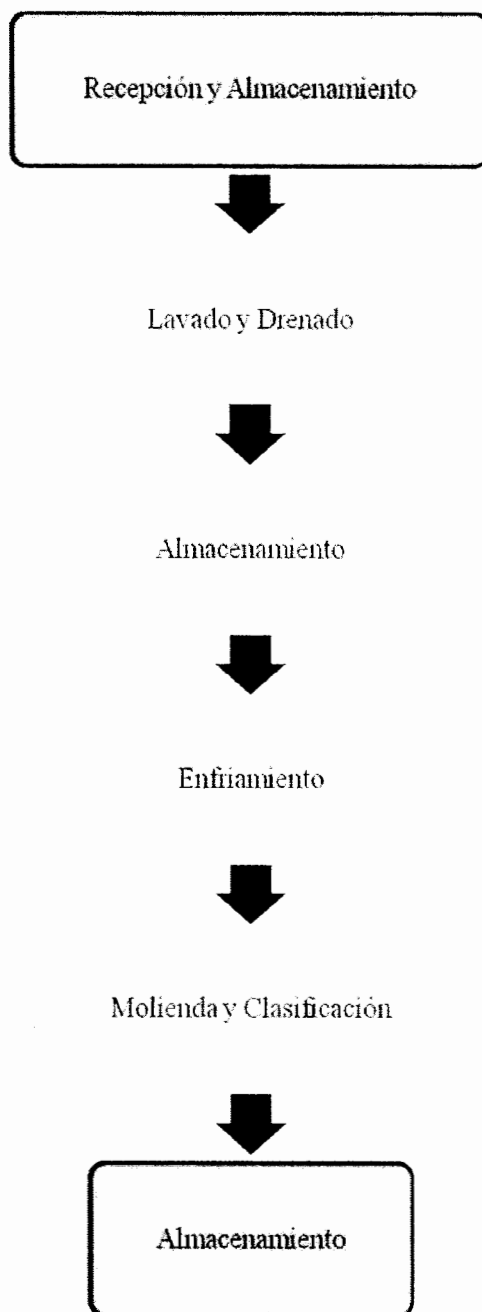 Recepción y Almacenamiento
Lavado y Drenado
Almacenamiento
Enfriamiento
Molienda y Clasificación
Almacenamiento